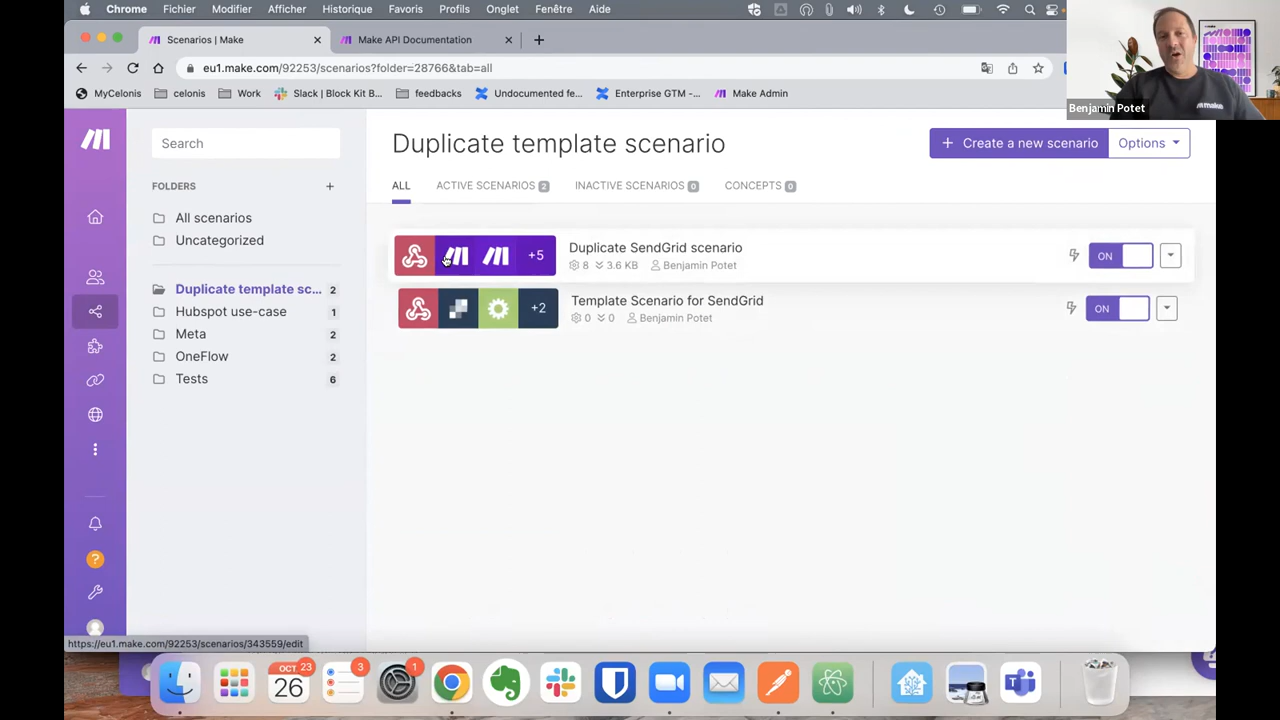 Chrome Fichier Modifier Afficher Historique Favoris Profils Onglet Fenêtre Aide
Scenarios | Make
Make API Documentation
eu1.make.com/92253/scenarios?folder=28766&tab=all
MyCelonis celonis Work Slack | Block Kit B... feedbacks Undocumented fe... Enterprise GTM —... Make Admin
make
Benjamin Potet
Search
FOLDERS
All scenarios
Uncategorized
Duplicate template sc... 2
Hubspot use-case 1
Meta 2
OneFlow 2
Tests 6
Duplicate template scenario
+ Create a new scenario
Options
ALL
ACTIVE SCENARIOS 2
INACTIVE SCENARIOS 0
CONCEPTS 0
+5
Duplicate SendGrid scenario
8 3.6 KB Benjamin Potet
ON
+2
Template Scenario for SendGrid
0 0 Benjamin Potet
ON
?
https://eu1.make.com/92253/scenarios/343559/edit
OCT. 23
26
3
1